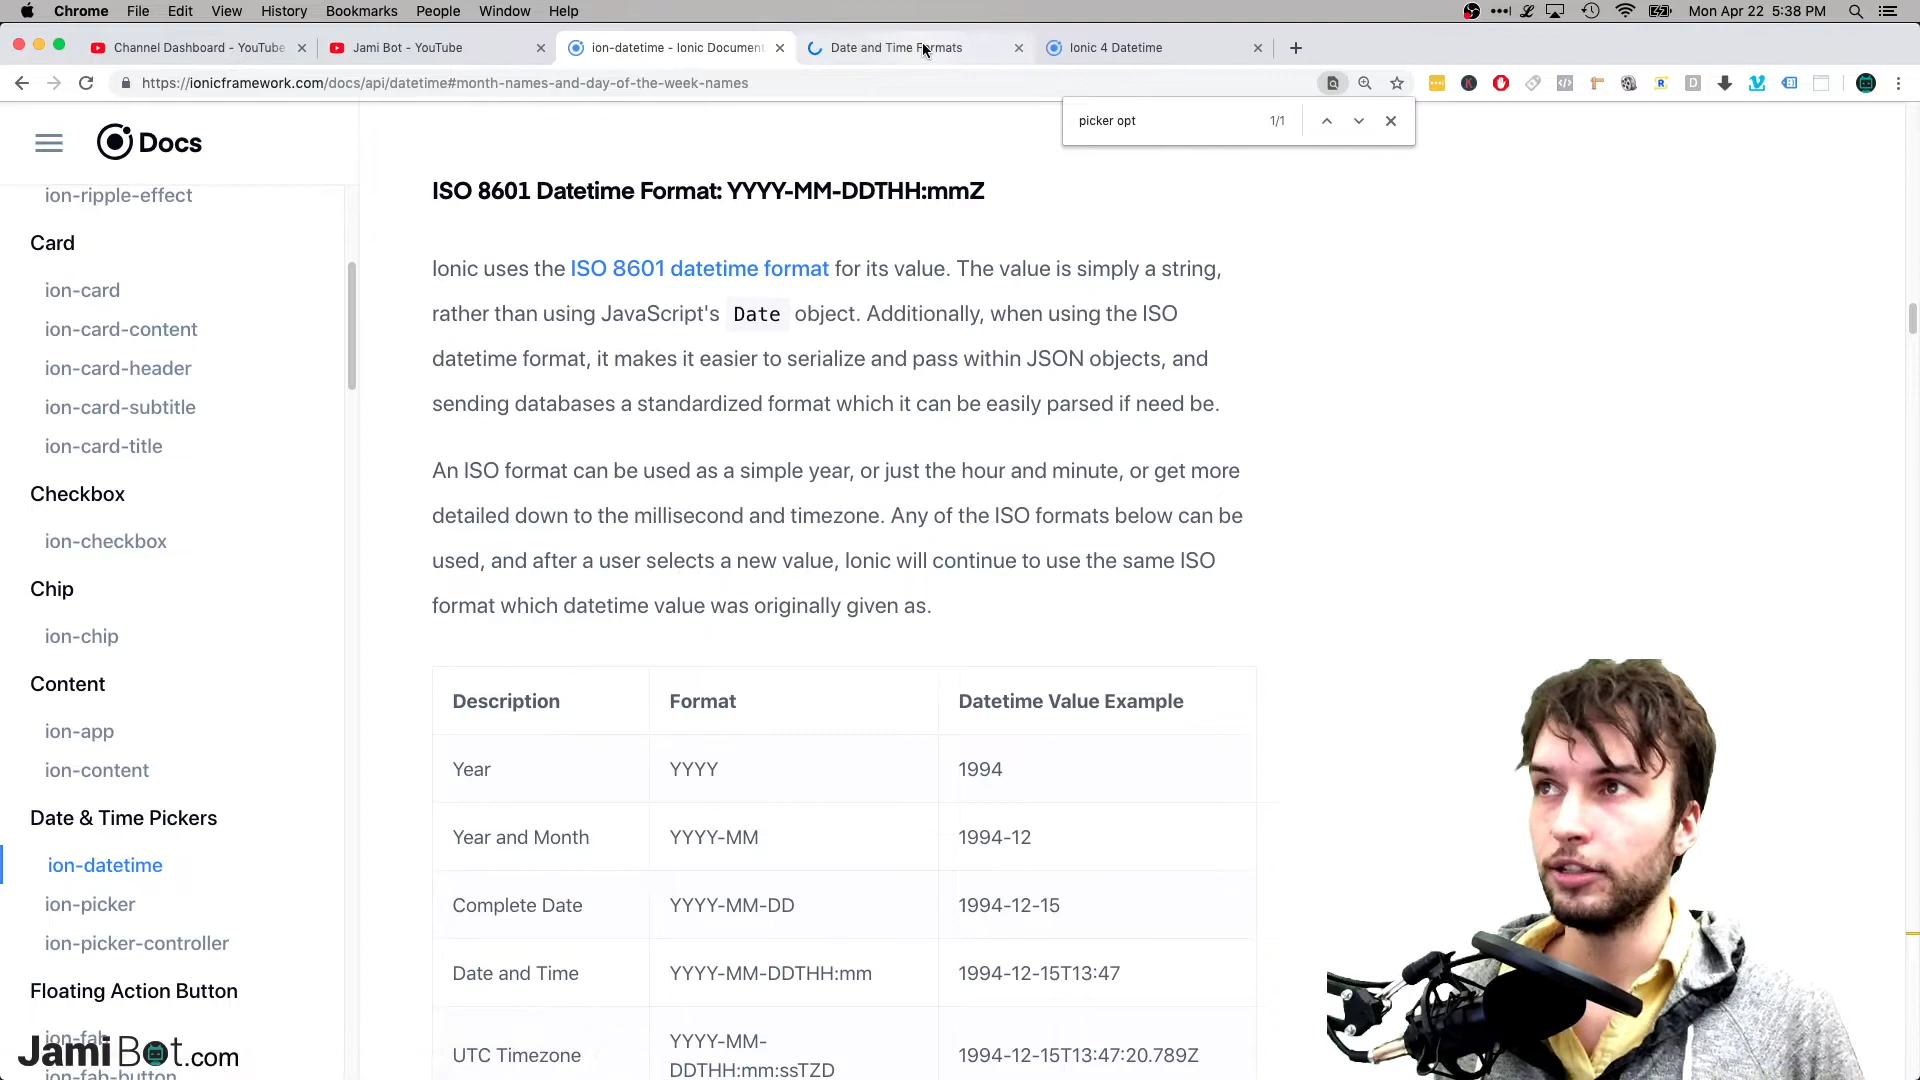 Chrome File Edit View History Bookmarks People Window Help Mon Apr 22 5:38 PM
Channel Dashboard - YouTube Jami Bot - YouTube ion-datetime - Ionic Document Date and Time Formats Ionic 4 Datetime
https://ionicframework.com/docs/api/datetime#month-names-and-day-of-the-week-names
picker opt 1/1
Docs
ion-ripple-effect
Card
ion-card
ion-card-content
ion-card-header
ion-card-subtitle
ion-card-title
Checkbox
ion-checkbox
Chip
ion-chip
Content
ion-app
ion-content
Date & Time Pickers
ion-datetime
ion-picker
ion-picker-controller
Floating Action Button
ion-fab
ion-fab-button
JamiBot.com
ISO 8601 Datetime Format: YYYY-MM-DDTHH:mmZ
Ionic uses the ISO 8601 datetime format for its value. The value is simply a string,
rather than using JavaScript's Date object. Additionally, when using the ISO
datetime format, it makes it easier to serialize and pass within JSON objects, and
sending databases a standardized format which it can be easily parsed if need be.
An ISO format can be used as a simple year, or just the hour and minute, or get more
detailed down to the millisecond and timezone. Any of the ISO formats below can be
used, and after a user selects a new value, Ionic will continue to use the same ISO
format which datetime value was originally given as.
Description Format Datetime Value Example
Year YYYY 1994
Year and Month YYYY-MM 1994-12
Complete Date YYYY-MM-DD 1994-12-15
Date and Time YYYY-MM-DDTHH:mm 1994-12-15T13:47
UTC Timezone YYYY-MM-
DDTHH:mm:ssTZD 1994-12-15T13:47:20.789Z